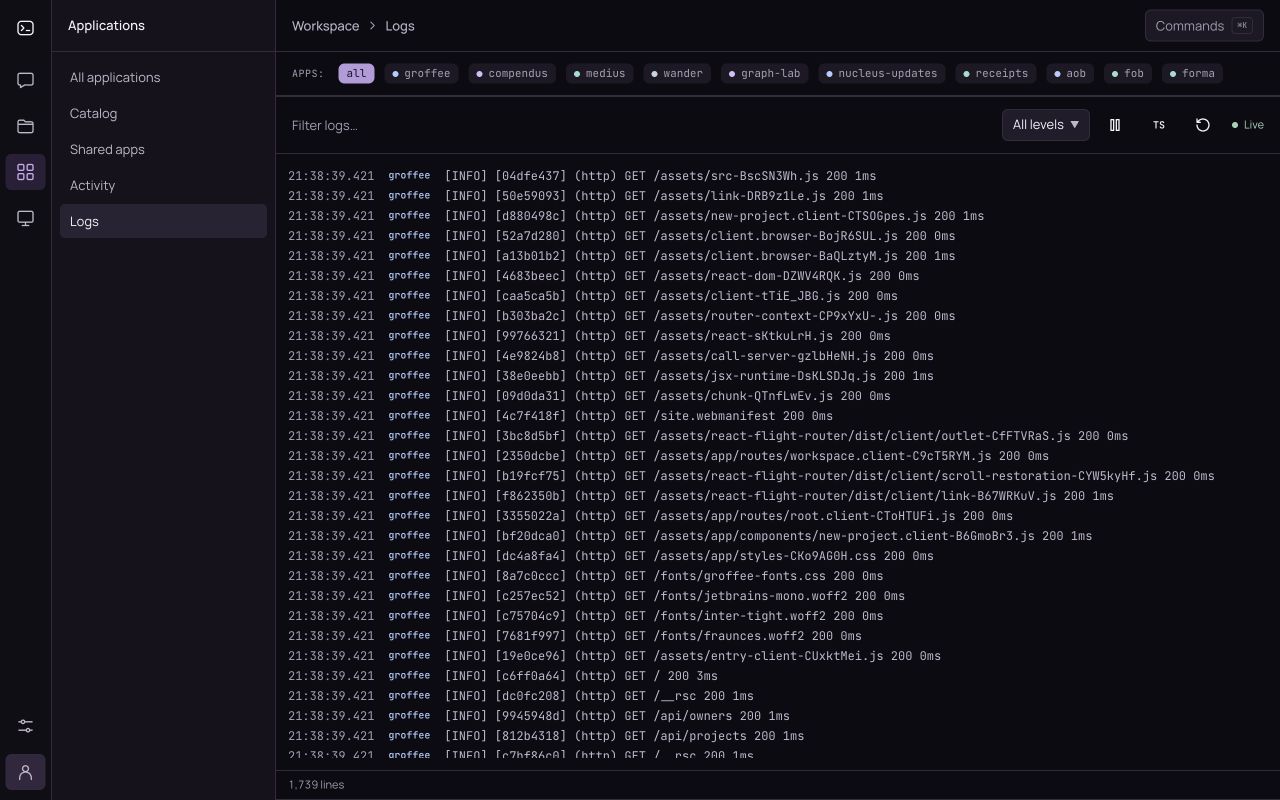 Applications
Workspace > Logs
Commands ⌘K
APPS: all groffee compendus medius wander graph-lab nucleus-updates receipts aob fob forma
All applications
Catalog
Shared apps
Activity
Logs
Filter logs…
All levels ▼ TS Live
21:38:39.421 groffee [INFO] [04dfe437] (http) GET /assets/src-BscSN3Wh.js 200 1ms
21:38:39.421 groffee [INFO] [50e59093] (http) GET /assets/link-DRB9z1Le.js 200 1ms
21:38:39.421 groffee [INFO] [d880498c] (http) GET /assets/new-project.client-CTSOGpes.js 200 1ms
21:38:39.421 groffee [INFO] [52a7d280] (http) GET /assets/client.browser-BojR6SUL.js 200 0ms
21:38:39.421 groffee [INFO] [a13b01b2] (http) GET /assets/client.browser-BaQLztyM.js 200 1ms
21:38:39.421 groffee [INFO] [4683beec] (http) GET /assets/react-dom-DZWV4RQK.js 200 0ms
21:38:39.421 groffee [INFO] [caa5ca5b] (http) GET /assets/client-tTiE_JBG.js 200 0ms
21:38:39.421 groffee [INFO] [b303ba2c] (http) GET /assets/router-context-CP9xYxU-.js 200 0ms
21:38:39.421 groffee [INFO] [99766321] (http) GET /assets/react-sKtkuLrH.js 200 0ms
21:38:39.421 groffee [INFO] [4e9824b8] (http) GET /assets/call-server-gzlbHeNH.js 200 0ms
21:38:39.421 groffee [INFO] [38e0eebb] (http) GET /assets/jsx-runtime-DsKLSDJq.js 200 1ms
21:38:39.421 groffee [INFO] [09d0da31] (http) GET /assets/chunk-QTnfLwEv.js 200 0ms
21:38:39.421 groffee [INFO] [4c7f418f] (http) GET /site.webmanifest 200 0ms
21:38:39.421 groffee [INFO] [3bc8d5bf] (http) GET /assets/react-flight-router/dist/client/outlet-CfFTVRaS.js 200 0ms
21:38:39.421 groffee [INFO] [2350dcbe] (http) GET /assets/app/routes/workspace.client-C9cT5RYM.js 200 0ms
21:38:39.421 groffee [INFO] [b19fcf75] (http) GET /assets/react-flight-router/dist/client/scroll-restoration-CYW5kyHf.js 200 0ms
21:38:39.421 groffee [INFO] [f862350b] (http) GET /assets/react-flight-router/dist/client/link-B67WRKuV.js 200 1ms
21:38:39.421 groffee [INFO] [3355022a] (http) GET /assets/app/routes/root.client-CToHTUFi.js 200 0ms
21:38:39.421 groffee [INFO] [bf20dca0] (http) GET /assets/app/components/new-project.client-B6GmoBr3.js 200 1ms
21:38:39.421 groffee [INFO] [dc4a8fa4] (http) GET /assets/app/styles-CKo9AG0H.css 200 0ms
21:38:39.421 groffee [INFO] [8a7c0ccc] (http) GET /fonts/groffee-fonts.css 200 0ms
21:38:39.421 groffee [INFO] [c257ec52] (http) GET /fonts/jetbrains-mono.woff2 200 0ms
21:38:39.421 groffee [INFO] [c75704c9] (http) GET /fonts/inter-tight.woff2 200 0ms
21:38:39.421 groffee [INFO] [7681f997] (http) GET /fonts/fraunces.woff2 200 0ms
21:38:39.421 groffee [INFO] [19e0ce96] (http) GET /assets/entry-client-CUxktMei.js 200 0ms
21:38:39.421 groffee [INFO] [c6ff0a64] (http) GET / 200 3ms
21:38:39.421 groffee [INFO] [dc0fc208] (http) GET /__rsc 200 1ms
21:38:39.421 groffee [INFO] [9945948d] (http) GET /api/owners 200 1ms
21:38:39.421 groffee [INFO] [812b4318] (http) GET /api/projects 200 1ms
21:38:39.421 groffee [INFO] [c7bf86c0] (http) GET /__rsc 200 1ms
1,739 lines